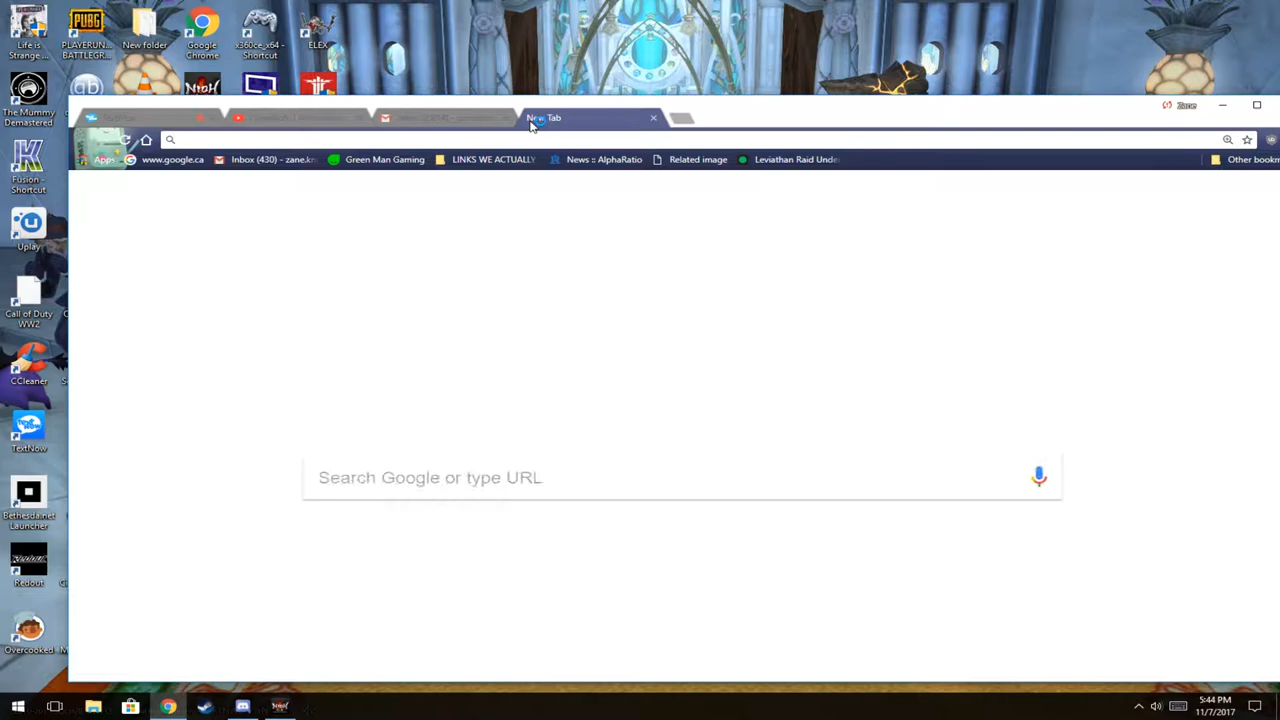 Life is
Strange ...
PLAYERUN...
BATTLEGR...
New folder
Google
Chrome
x360ce_x64 -
Shortcut
ELEX
NIOH
The Mummy
Demastered
Zane
New Tab
Apps
www.google.ca
Inbox (430) - zane.kn
Green Man Gaming
LINKS WE ACTUALLY
News :: AlphaRatio
Related image
Leviathan Raid Unde
Other bookm
Fusion -
Shortcut
Uplay
Call of Duty
WW2
CCleaner
TextNow
Search Google or type URL
Bethesda.net
Launcher
Redout
Overcooked
5:44 PM
11/7/2017